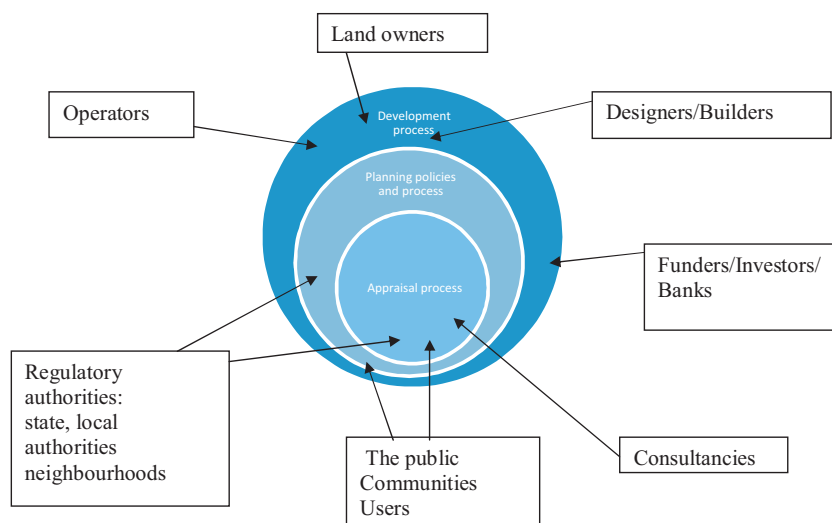 Land owners
Operators
Designers/Builders
Development
process
Planning policies
and process
Appraisal process
Funders/Investors/
Banks
Regulatory
authorities:
state, local
authorities
neighbourhoods
The public
Communities
Users
Consultancies